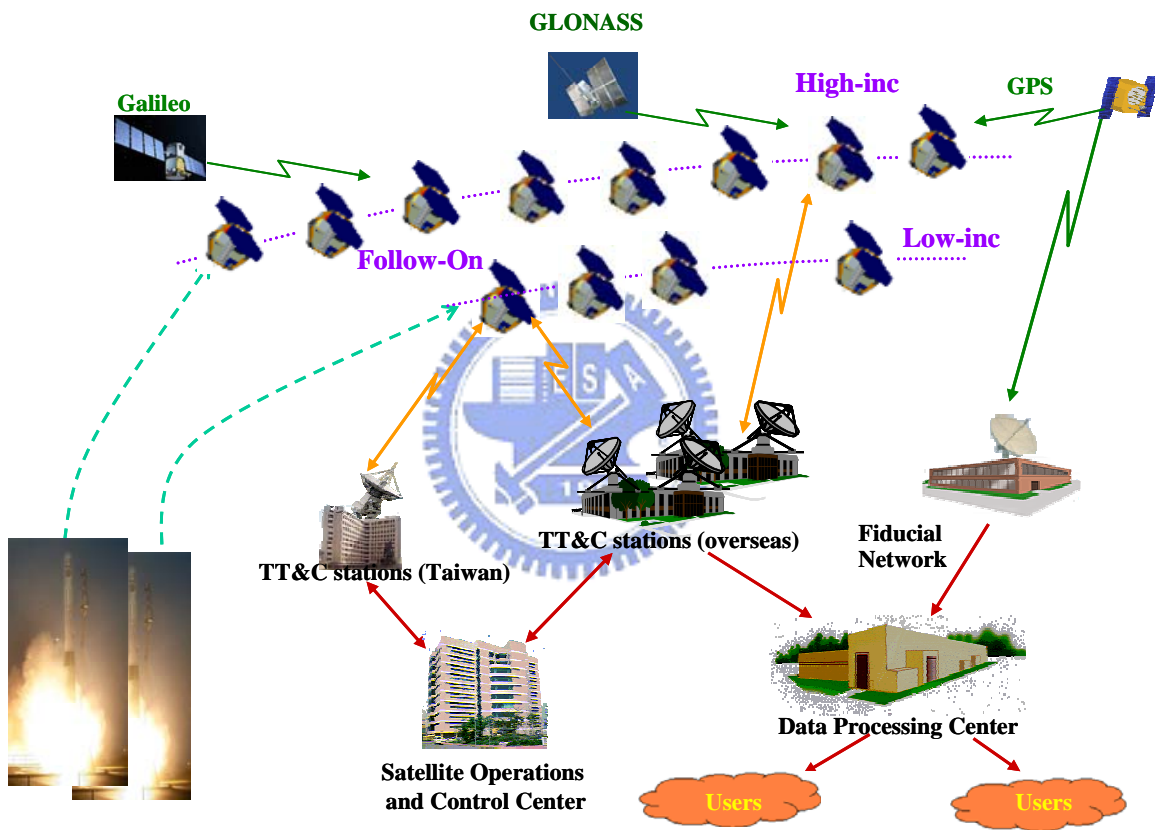 GLONASS
High-inc
GPS
Galileo
Low-inc
Follow-On
E S A
TT&C stations (overseas)
Fiducial
Network
TT&C stations (Taiwan)
Data Processing Center
Satellite Operations
and Control Center
Users
Users